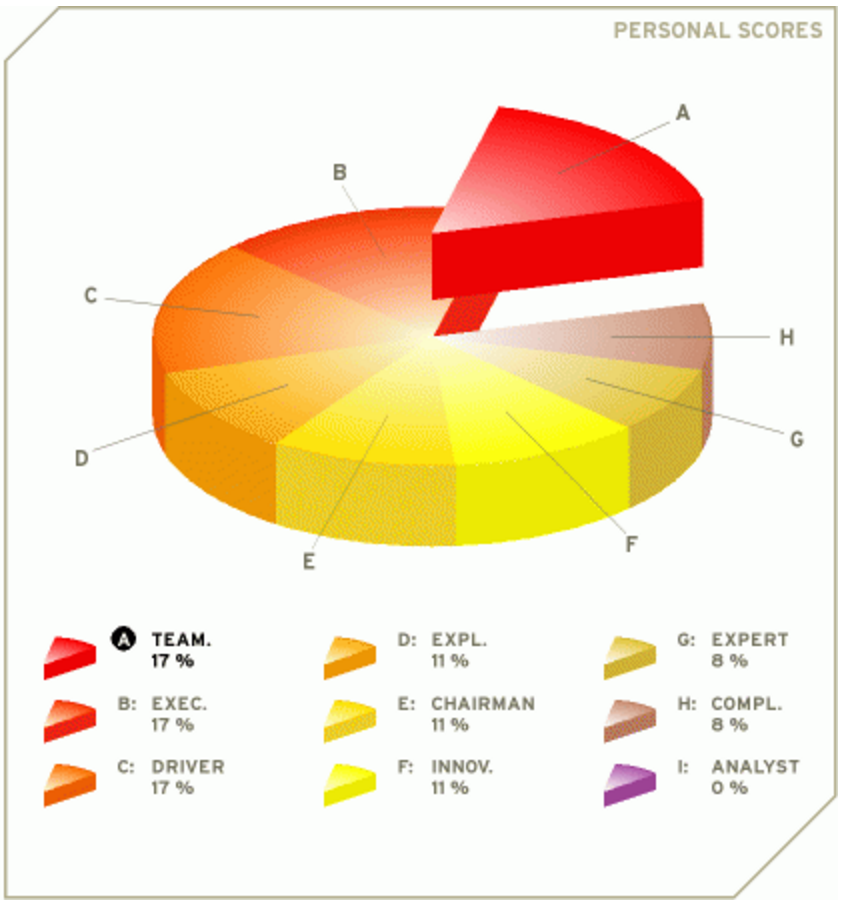 PERSONAL SCORES
A
B
C
H
G
D
F
E
A TEAM.
17 %
B: EXEC.
17 %
C: DRIVER
17 %
D: EXPL.
11 %
E: CHAIRMAN
11 %
F: INNOV.
11 %
G: EXPERT
8 %
H: COMPL.
8 %
I: ANALYST
0 %